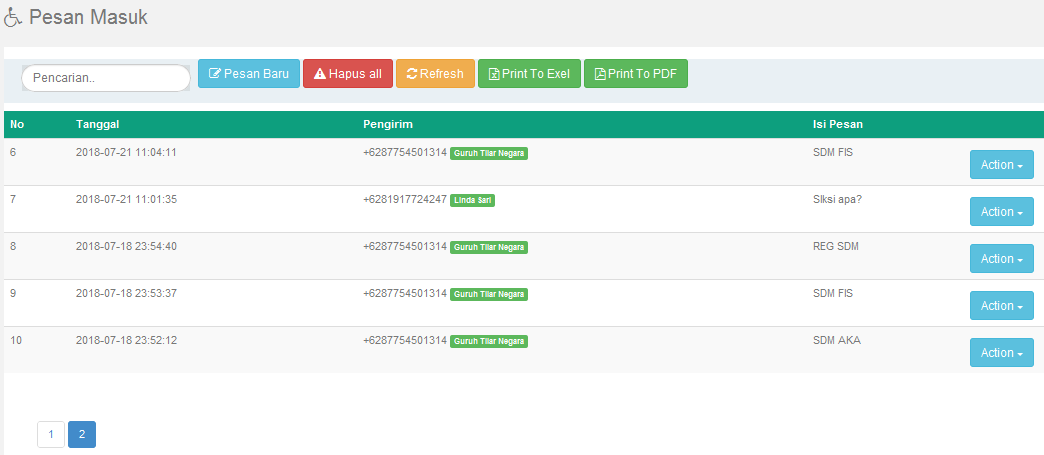 Pesan Masuk
Pencarian.. Pesan Baru Hapus all Refresh Print To Exel Print To PDF
No Tanggal Pengirim Isi Pesan
6 2018-07-21 11:04:11 +6287754501314 Guruh Tilar Negara SDM FIS Action
7 2018-07-21 11:01:35 +6281917724247 Linda Sari SIksi apa? Action
8 2018-07-18 23:54:40 +6287754501314 Guruh Tilar Negara REG SDM Action
9 2018-07-18 23:53:37 +6287754501314 Guruh Tilar Negara SDM FIS Action
10 2018-07-18 23:52:12 +6287754501314 Guruh Tilar Negara SDM AKA Action
1 2